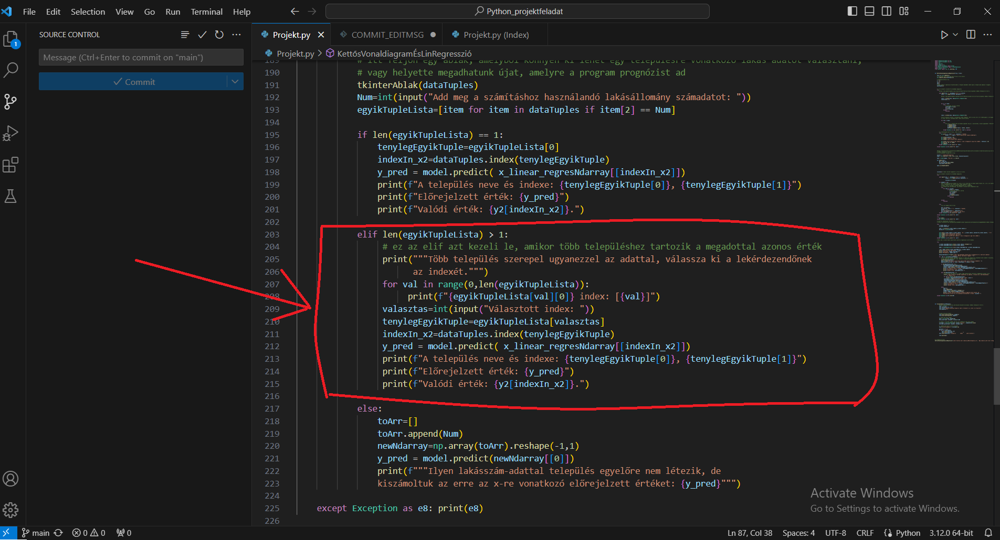 File Edit Selection View Go Run Terminal Help
Python_projektfeladat
SOURCE CONTROL
Message (Ctrl+Enter to commit on "main")
Commit
1
Projekt.py
COMMIT_EDITMSG
Projekt.py (Index)
Projekt.py > KettősVonaldiagramÉsLinRegresszió
189 # itt feljön egy ablak, amelyből könnyen ki lehet egy településre vonatkozó lakás adatot választani,
190 # vagy helyette megadhatunk újat, amelyre a program prognózist ad
191 tkinterAblak(dataTuples)
192 Num=int(input("Add meg a számításhoz használandó lakásállomány számadatot: "))
193 egyikTupleLista=[item for item in dataTuples if item[2] == Num]
194
195 if len(egyikTupleLista) == 1:
196 tenylegEgyikTuple=egyikTupleLista[0]
197 indexIn_x2=dataTuples.index(tenylegEgyikTuple)
198 y_pred = model.predict( x_linear_regresNdarray[[indexIn_x2]])
199 print(f"A település neve és indexe: {tenylegEgyikTuple[0]}, {tenylegEgyikTuple[1]}")
200 print(f"Előrejelzett érték: {y_pred}")
201 print(f"Valódi érték: {y2[indexIn_x2]}.")
202
203 elif len(egyikTupleLista) > 1:
204 # ez az elif azt kezeli le, amikor több településhez tartozik a megadottal azonos érték
205 print("""Több település szerepel ugyanezzel az adattal, válassza ki a lekérdezendőnek
206 az indexét.""")
207 for val in range(0,len(egyikTupleLista)):
208 print(f"{egyikTupleLista[val][0]} index: [{val}]")
209 valasztas=int(input("Választott index: "))
210 tenylegEgyikTuple=egyikTupleLista[valasztas]
211 indexIn_x2=dataTuples.index(tenylegEgyikTuple)
212 y_pred = model.predict( x_linear_regresNdarray[[indexIn_x2]])
213 print(f"A település neve és indexe: {tenylegEgyikTuple[0]}, {tenylegEgyikTuple[1]}")
214 print(f"Előrejelzett érték: {y_pred}")
215 print(f"Valódi érték: {y2[indexIn_x2]}.")
216
217 else:
218 toArr=[]
219 toArr.append(Num)
220 newNdarray=np.array(toArr).reshape(-1,1)
221 y_pred = model.predict(newNdarray[[0]])
222 print(f"""Ilyen lakásszám-adattal település egyelőre nem létezik, de
223 kiszámoltuk az erre az x-re vonatkozó előrejelzett értéket: {y_pred}""")
224
225 except Exception as e8: print(e8)
226
Activate Windows
Go to Settings to activate Windows.
main 0 0 0
Ln 87, Col 38 Spaces: 4 UTF-8 CRLF Python 3.12.0 64-bit